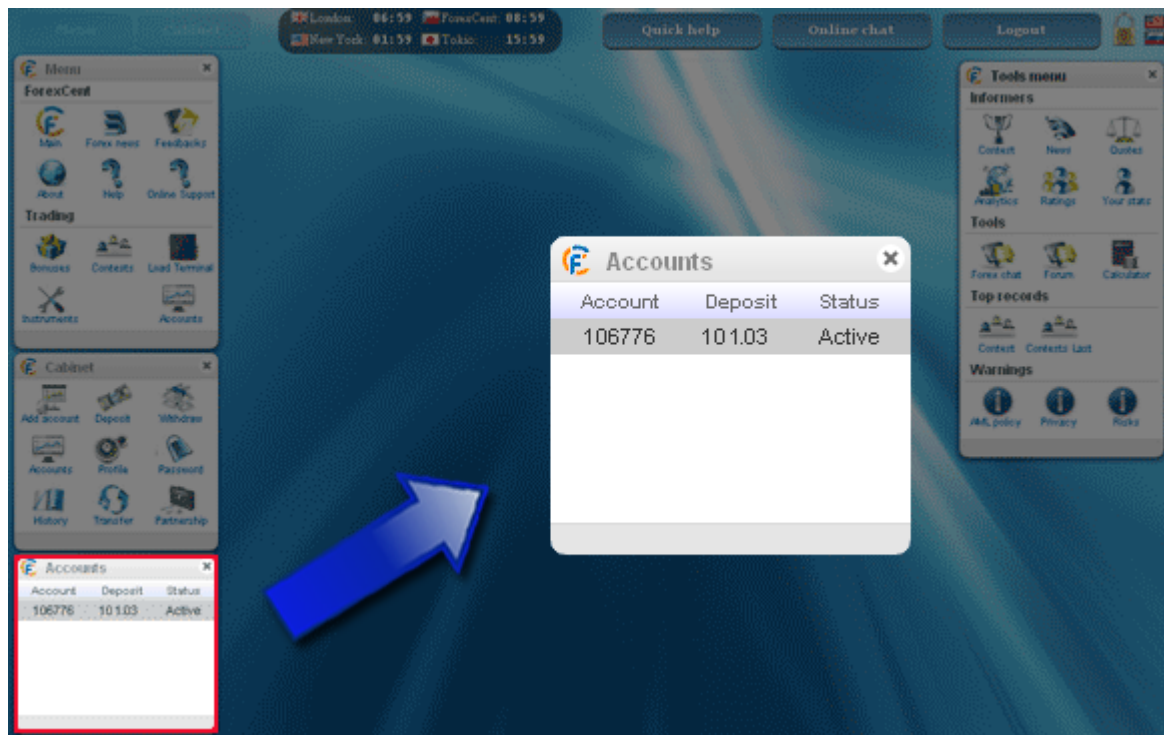 Menu Cabinet
London: 06:59 ForexCent: 08:59
New York: 01:59 Tokio: 15:59
Quick help Online chat Logout
Menu
ForexCent
Main Forex news Feedbacks
About Help Online Support
Trading
Bonuses Contests Load Terminal
Instruments Accounts
Cabinet
Add account Deposit Withdraw
Accounts Profile Password
History Transfer Partnership
Accounts
Account Deposit Status
106776 101.03 Active
Accounts
Account Deposit Status
106776 101.03 Active
Tools menu
Informers
Contest News Quotes
Analytics Ratings Your stats
Tools
Forex chat Forum Calculator
Top records
Contest Contests Last
Warnings
AML policy Privacy Risks